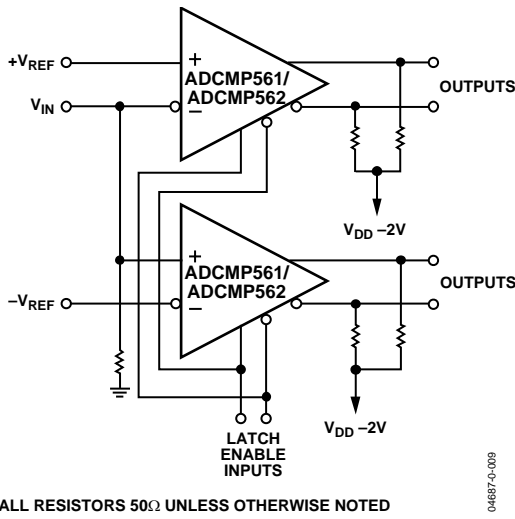 +VREF
VIN
+
−
ADCMP561/
ADCMP562
OUTPUTS
VDD −2V
−VREF
+
−
ADCMP561/
ADCMP562
OUTPUTS
VDD −2V
LATCH
ENABLE
INPUTS
ALL RESISTORS 50Ω UNLESS OTHERWISE NOTED
04687-0-009